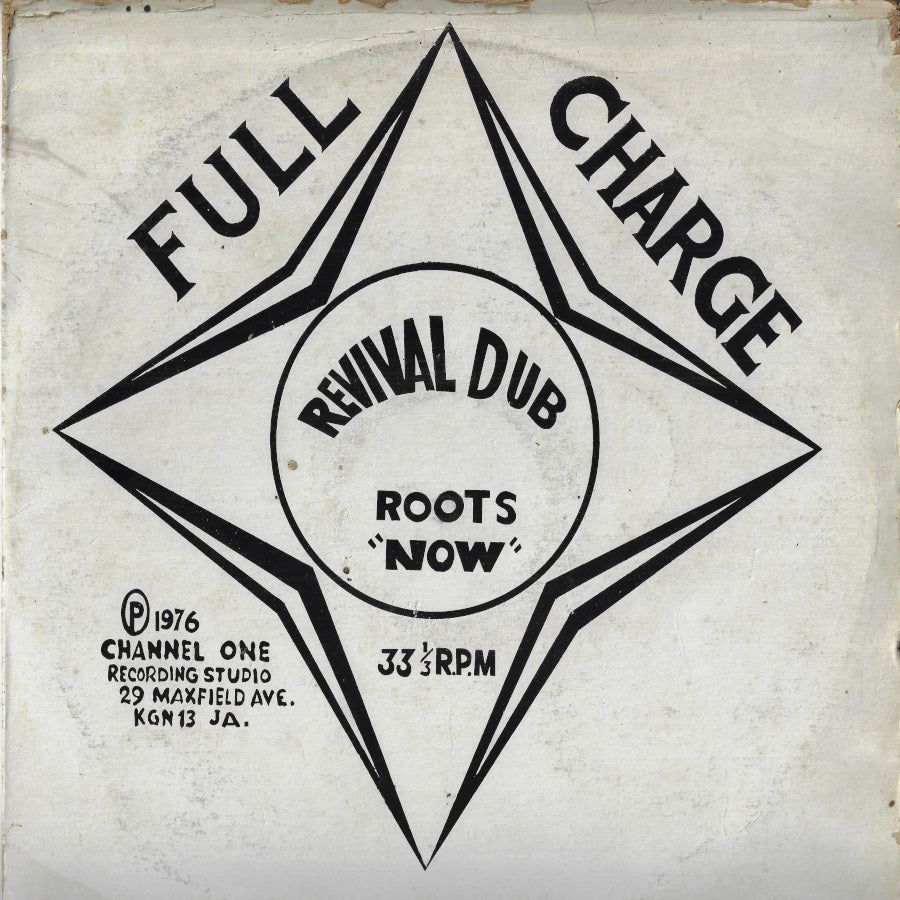 FULL CHARGE
REVIVAL DUB
ROOTS
"NOW"
33 1/3 R.P.M
Ⓟ 1976
CHANNEL ONE
RECORDING STUDIO
29 MAXFIELD AVE.
KGN 13 JA.